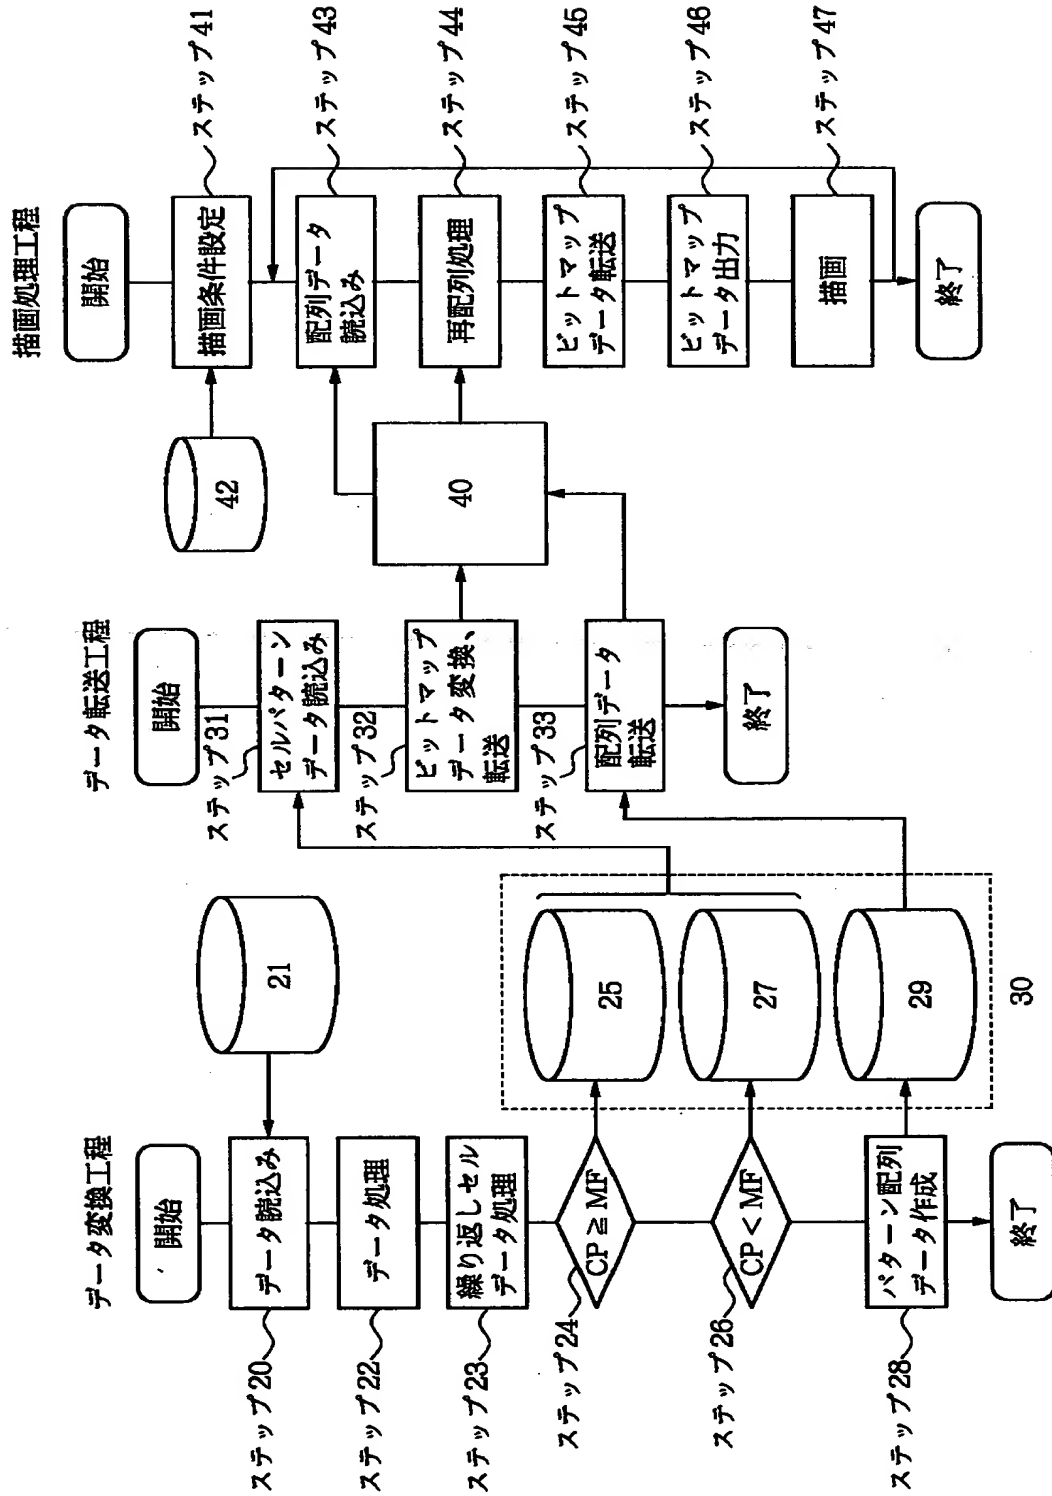 データ変換工程
開始
ステップ20
データ読込み
21
ステップ22
データ処理
ステップ23
繰り返しセル
データ処理
ステップ24
CP≧MF
25
ステップ26
CP<MF
27
ステップ28
パターン配列
データ作成
29
30
終了
データ転送工程
開始
ステップ31
セルパターン
データ読込み
ステップ32
ビットマップ
データ変換、
転送
ステップ33
配列データ
転送
終了
40
42
描画処理工程
開始
描画条件設定
ステップ41
配列データ
読込み
ステップ43
再配列処理
ステップ44
ビットマップ
データ転送
ステップ45
ビットマップ
データ出力
ステップ46
描画
ステップ47
終了